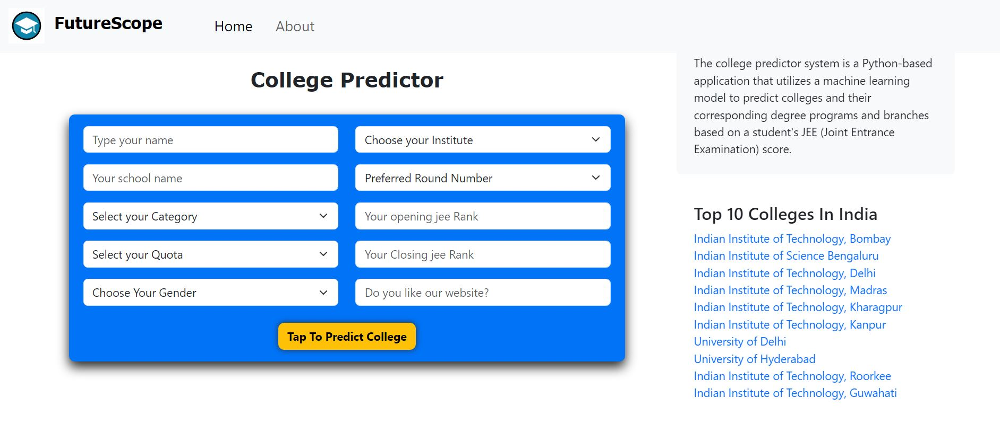 FutureScope
Home
About
College Predictor
Type your name
Choose your Institute
Your school name
Preferred Round Number
Select your Category
Your opening jee Rank
Select your Quota
Your Closing jee Rank
Choose Your Gender
Do you like our website?
Tap To Predict College
The college predictor system is a Python-based
application that utilizes a machine learning
model to predict colleges and their
corresponding degree programs and branches
based on a student's JEE (Joint Entrance
Examination) score.
Top 10 Colleges In India
Indian Institute of Technology, Bombay
Indian Institute of Science Bengaluru
Indian Institute of Technology, Delhi
Indian Institute of Technology, Madras
Indian Institute of Technology, Kharagpur
Indian Institute of Technology, Kanpur
University of Delhi
University of Hyderabad
Indian Institute of Technology, Roorkee
Indian Institute of Technology, Guwahati